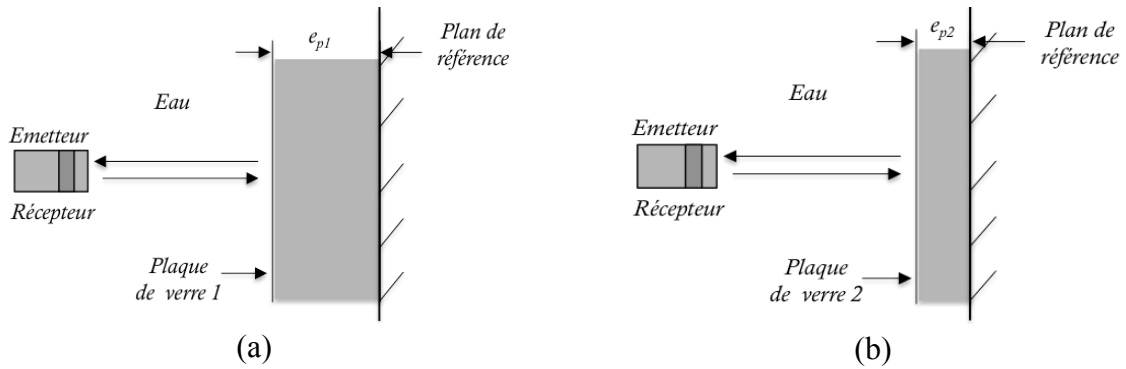 e_p1
Plan de
référence
Eau
Emetteur
Récepteur
Plaque
de verre 1
(a)
e_p2
Plan de
référence
Eau
Emetteur
Récepteur
Plaque
de verre 2
(b)